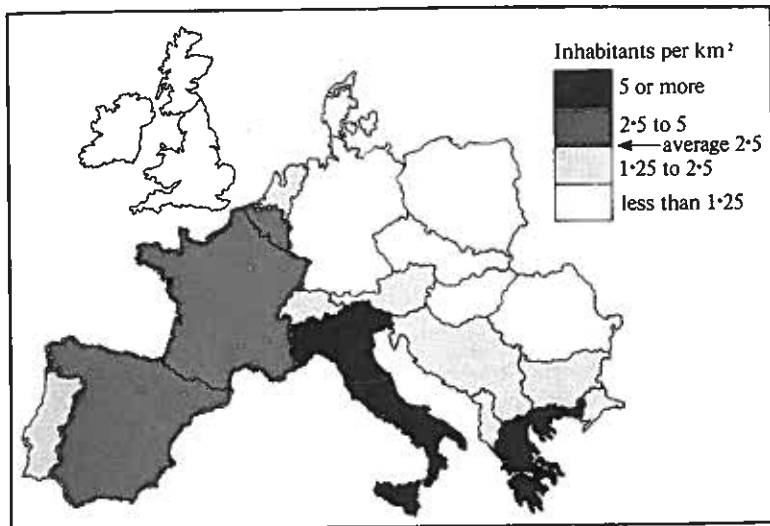 Inhabitants per km²
5 or more
2·5 to 5
average 2·5
1·25 to 2·5
less than 1·25